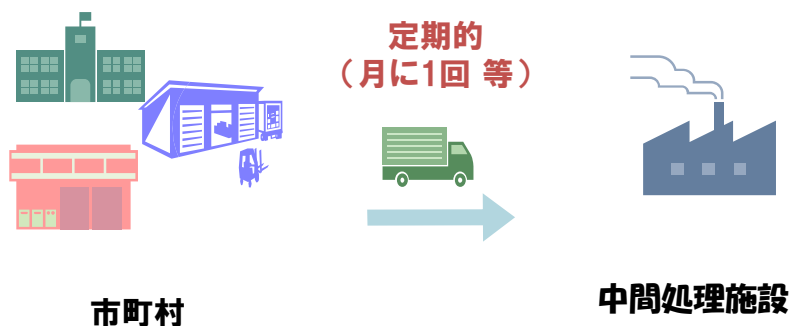 定期的
（月に1回 等）
市町村
中間処理施設